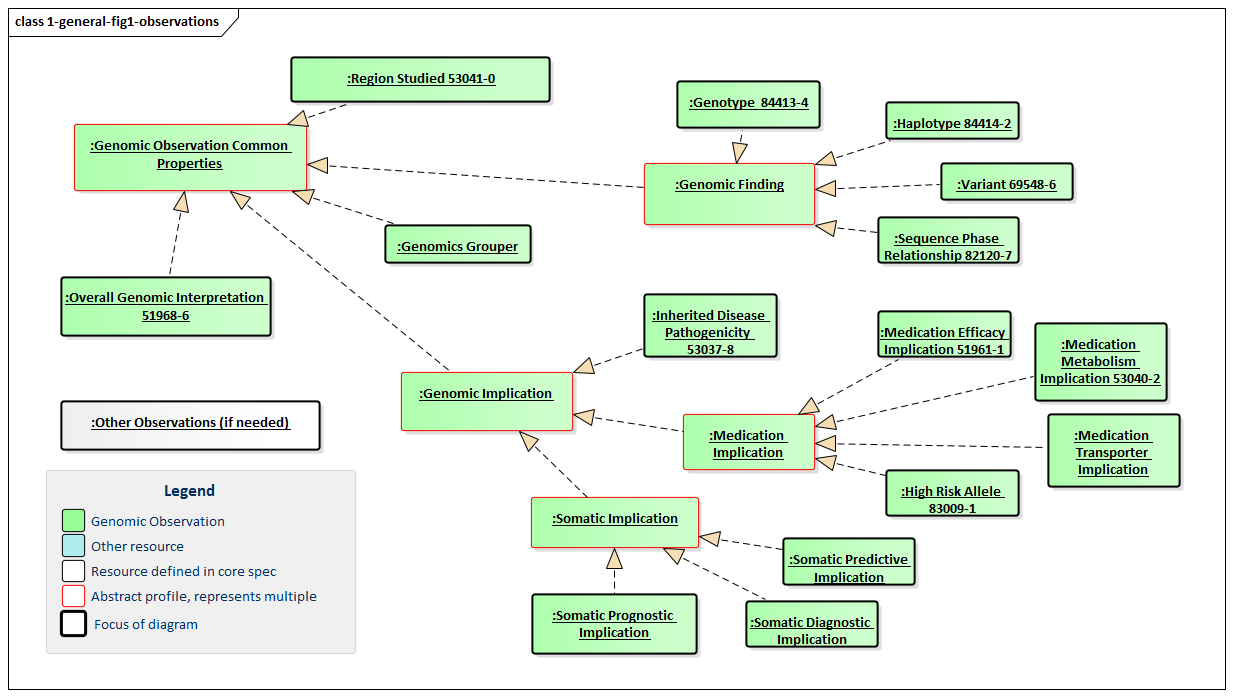 class 1-general-fig1-observations
:Region Studied 53041-0
:Genomic Observation Common
Properties
:Genotype  84413-4
:Haplotype 84414-2
:Genomic Finding
:Variant 69548-6
:Sequence Phase
Relationship 82120-7
:Genomics Grouper
:Overall Genomic Interpretation
51968-6
:Inherited Disease
Pathogenicity
53037-8
:Medication Efficacy
Implication 51961-1
:Medication
Metabolism
Implication 53040-2
:Genomic Implication
:Other Observations (if needed)
:Medication
Implication
:Medication
Transporter
Implication
:High Risk Allele
83009-1
:Somatic Implication
:Somatic Predictive
Implication
:Somatic Prognostic
Implication
:Somatic Diagnostic
Implication
Legend
Genomic Observation
Other resource
Resource defined in core spec
Abstract profile, represents multiple
Focus of diagram